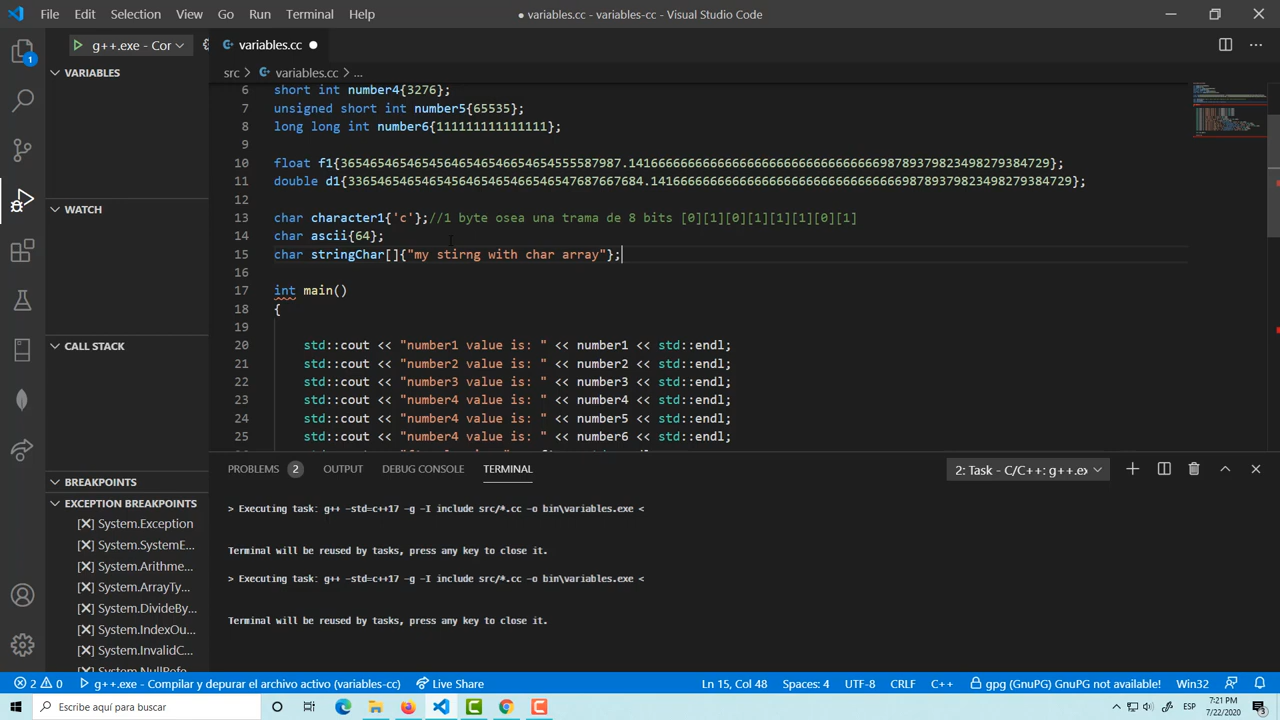 File Edit Selection View Go Run Terminal Help
● variables.cc - variables-cc - Visual Studio Code
1
g++.exe - Cor
variables.cc
VARIABLES
src > variables.cc > ...
6 short int number4{3276};
7 unsigned short int number5{65535};
8 long long int number6{111111111111111};
9
10
11
12
13 char character1{'c'};//1 byte osea una trama de 8 bits [0][1][0][1][1][1][0][1]
14 char ascii{64};
15 char stringChar[]{"my stirng with char array"};
16
17 int main()
18 {
19
20 std::cout << "number1 value is: " << number1 << std::endl;
21 std::cout << "number2 value is: " << number2 << std::endl;
22 std::cout << "number3 value is: " << number3 << std::endl;
23 std::cout << "number4 value is: " << number4 << std::endl;
24 std::cout << "number4 value is: " << number5 << std::endl;
25 std::cout << "number4 value is: " << number6 << std::endl;
WATCH
CALL STACK
BREAKPOINTS
EXCEPTION BREAKPOINTS
System.Exception
System.SystemE...
System.Arithme...
System.ArrayTy...
System.DivideBy...
System.IndexOu...
System.InvalidC...
System.NullRefe...
PROBLEMS 2 OUTPUT DEBUG CONSOLE TERMINAL
2: Task - C/C++: g++.ex
> Executing task: g++ -std=c++17 -g -I include src/*.cc -o bin\variables.exe <
Terminal will be reused by tasks, press any key to close it.
> Executing task: g++ -std=c++17 -g -I include src/*.cc -o bin\variables.exe <
Terminal will be reused by tasks, press any key to close it.
2 0 g++.exe - Compilar y depurar el archivo activo (variables-cc) Live Share
Ln 15, Col 48 Spaces: 4 UTF-8 CRLF C++ gpg (GnuPG) GnuPG not available! Win32
Escribe aquí para buscar
ESP
7:21 PM
7/22/2020
3